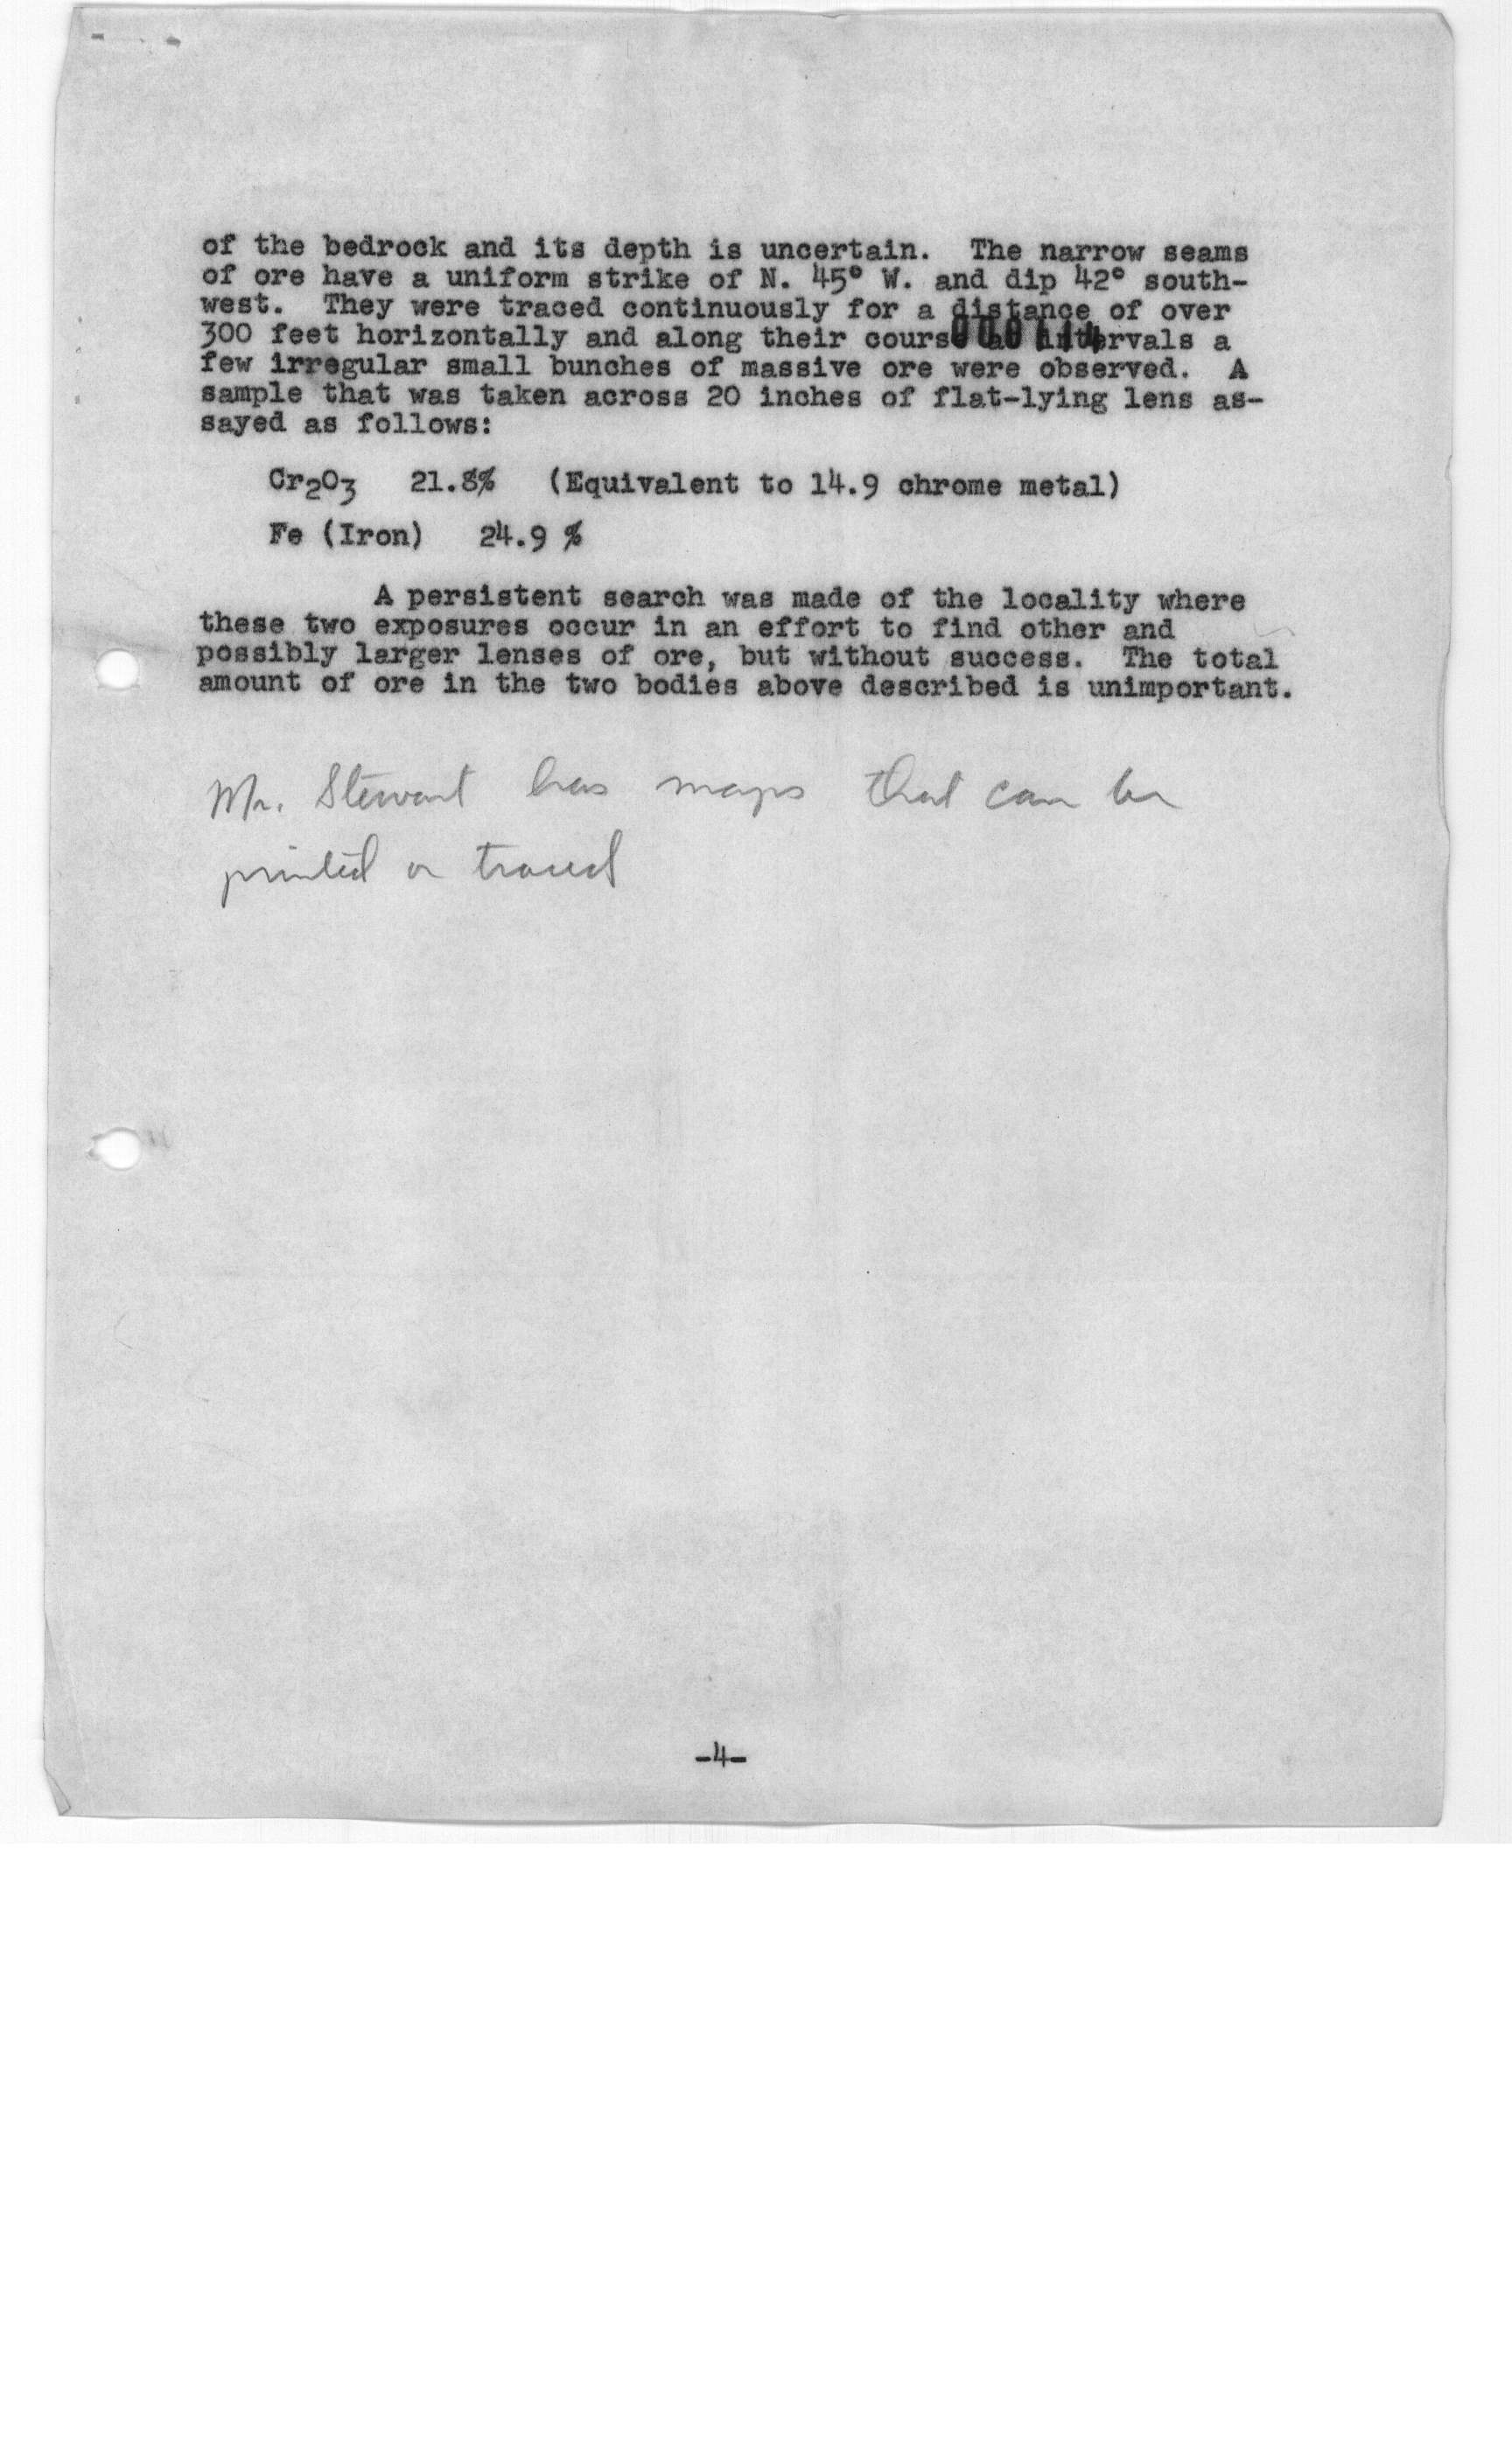 of the bedrock and its depth is uncertain. The narrow seams
of ore have a uniform strike of N. 45° W. and dip 42° south-
west. They were traced continuously for a distance of over
300 feet horizontally and along their course at intervals a
few irregular small bunches of massive ore were observed. A
sample that was taken across 20 inches of flat-lying lens as-
sayed as follows:
Cr2O3 21.8% (Equivalent to 14.9 chrome metal)
Fe (Iron) 24.9 %
A persistent search was made of the locality where
these two exposures occur in an effort to find other and
possibly larger lenses of ore, but without success. The total
amount of ore in the two bodies above described is unimportant.
Mr. Stewart has maps that can be
printed or traced
-4-